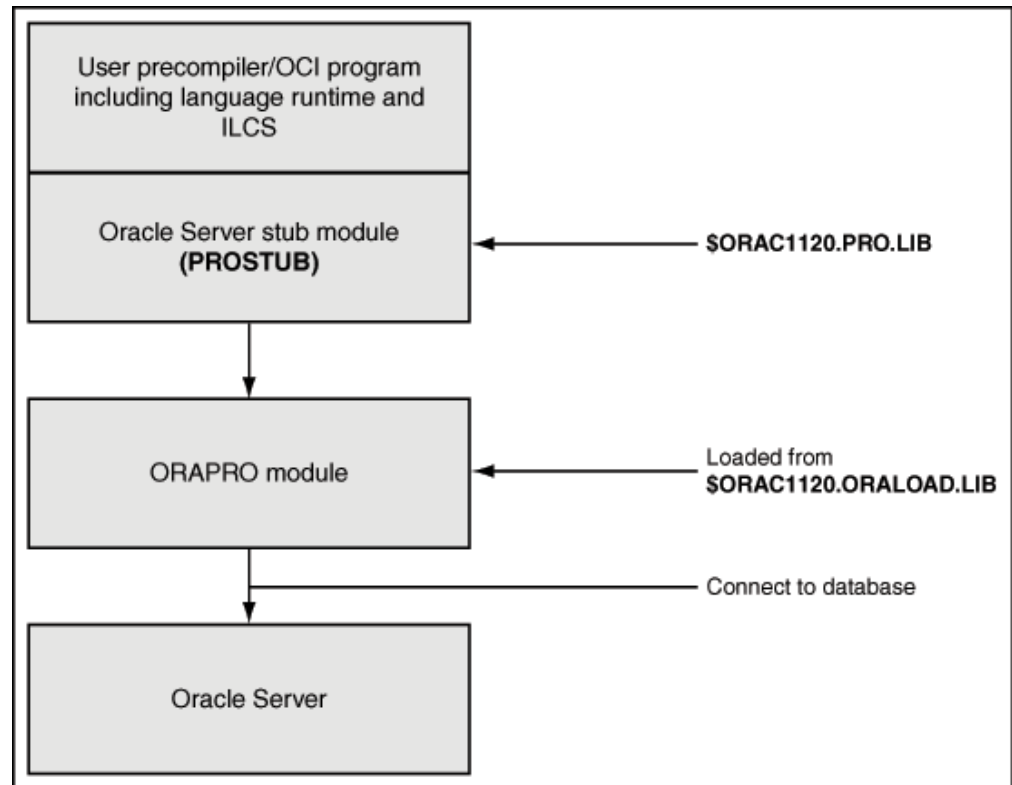 User precompiler/OCI program
including language runtime and
ILCS
Oracle Server stub module
(PROSTUB)
$ORAC1120.PRO.LIB
ORAPRO module
Loaded from
$ORAC1120.ORALOAD.LIB
Connect to database
Oracle Server